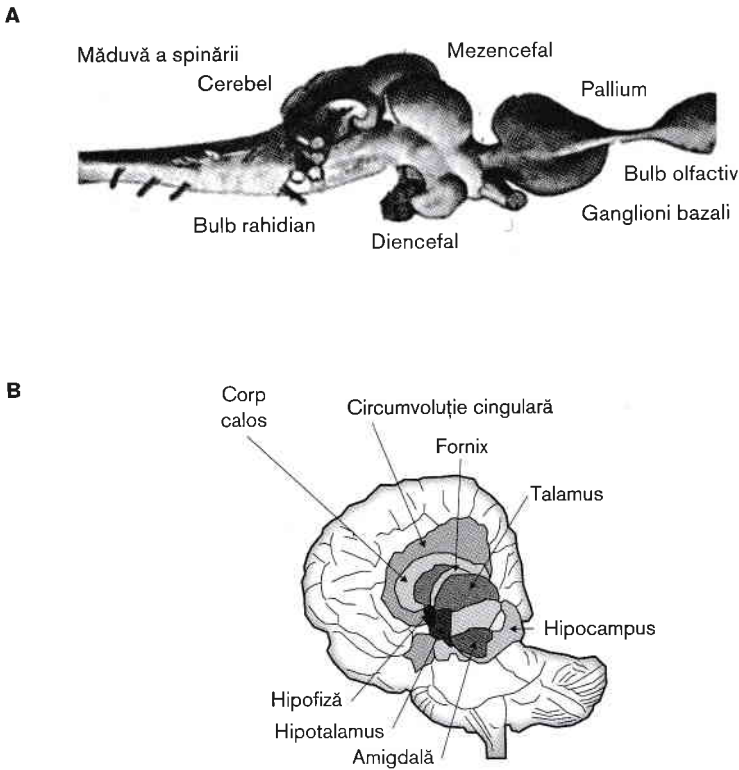 A
Măduvă a spinării
Cerebel
Mezencefal
Pallium
Bulb olfactiv
Ganglioni bazali
Bulb rahidian
Diencefal
B
Corp
calos
Circumvoluție cingulară
Fornix
Talamus
Hipocampus
Hipofiză
Hipotalamus
Amigdală